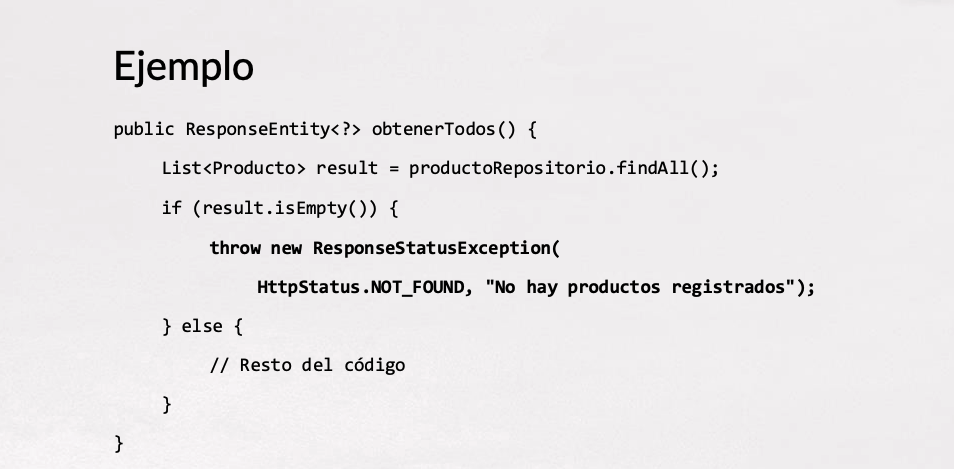 Ejemplo
public ResponseEntity<?> obtenerTodos() {
List<Producto> result = productoRepositorio.findAll();
if (result.isEmpty()) {
throw new ResponseStatusException(
HttpStatus.NOT_FOUND, "No hay productos registrados");
} else {
// Resto del código
}
}